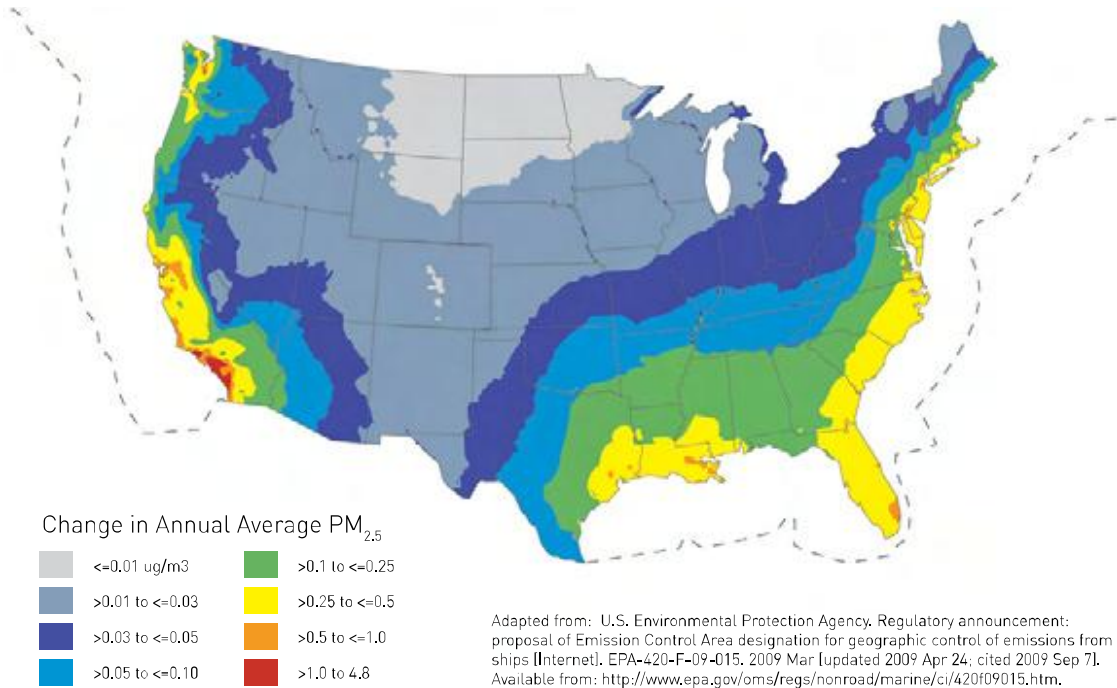 Change in Annual Average PM2.5
<=0.01 ug/m3
>0.01 to <=0.03
>0.03 to <=0.05
>0.05 to <=0.10
>0.1 to <=0.25
>0.25 to <=0.5
>0.5 to <=1.0
>1.0 to 4.8
Adapted from: U.S. Environmental Protection Agency. Regulatory announcement:
proposal of Emission Control Area designation for geographic control of emissions from
ships [Internet]. EPA-420-F-09-015. 2009 Mar [updated 2009 Apr 24; cited 2009 Sep 7].
Available from: http://www.epa.gov/oms/regs/nonroad/marine/ci/420f09015.htm.